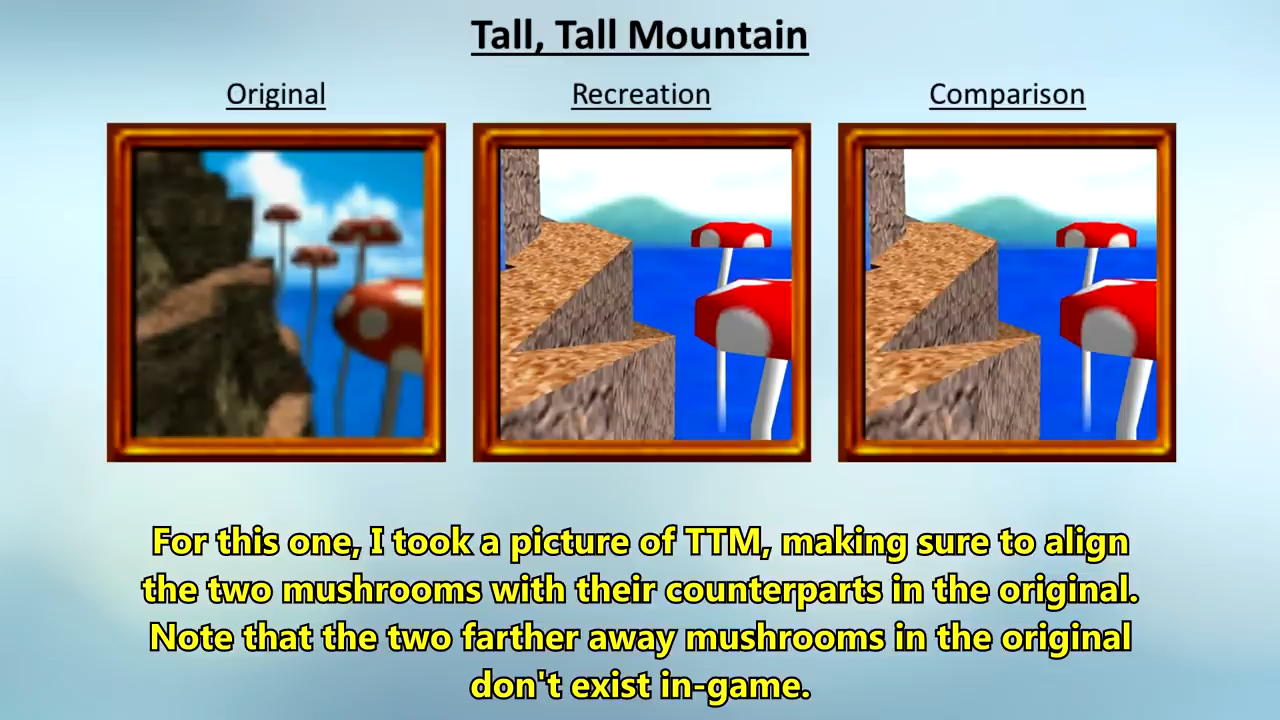 Tall, Tall Mountain
Original
Recreation
Comparison
For this one, I took a picture of TTM, making sure to align
the two mushrooms with their counterparts in the original.
Note that the two farther away mushrooms in the original
don't exist in-game.